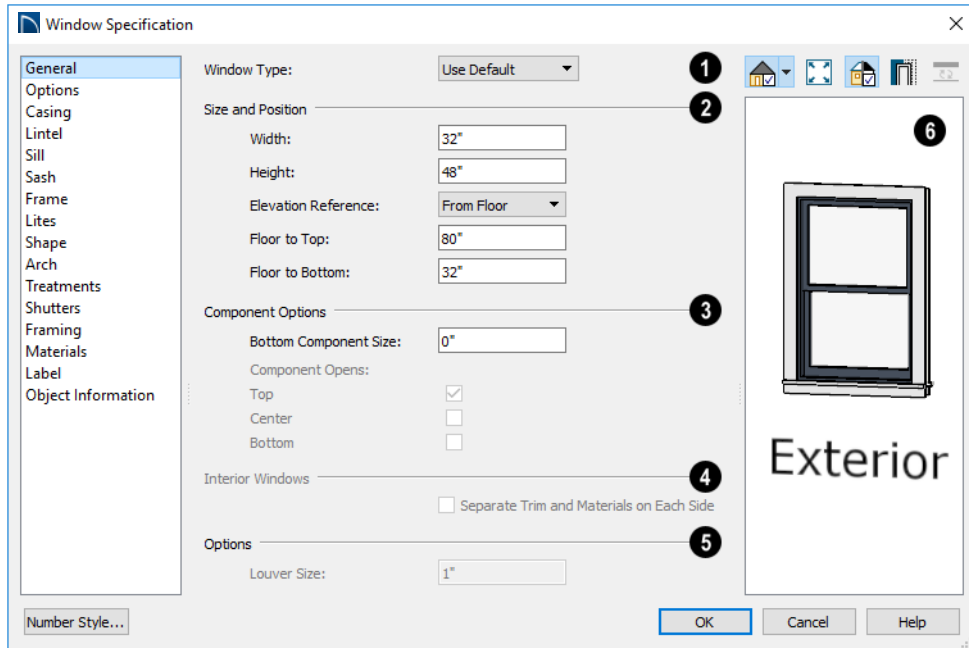 Window Specification
General
Options
Casing
Lintel
Sill
Sash
Frame
Lites
Shape
Arch
Treatments
Shutters
Framing
Materials
Label
Object Information
Window Type: Use Default 1
Size and Position 2
Width: 32"
Height: 48"
Elevation Reference: From Floor
Floor to Top: 80"
Floor to Bottom: 32"
Component Options 3
Bottom Component Size: 0"
Component Opens:
Top
Center
Bottom
Interior Windows 4
Separate Trim and Materials on Each Side
Options 5
Louver Size: 1"
6
Exterior
Number Style... OK Cancel Help